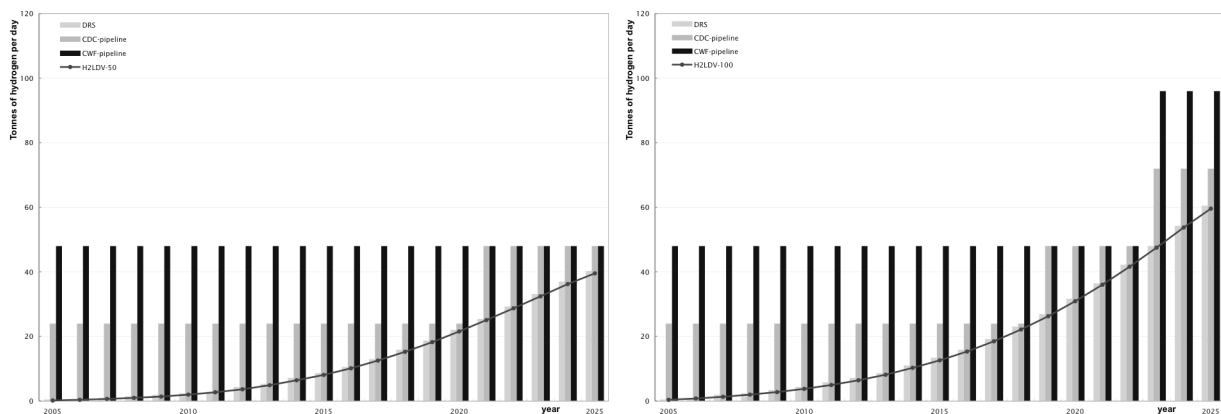 Tonnes of hydrogen per day
120
100
80
60
40
20
0
DRS
CDC-pipeline
CWF-pipeline
H2LDV-50
2005
2010
2015
2020
year
2025
Tonnes of hydrogen per day
120
100
80
60
40
20
0
DRS
CDC-pipeline
CWF-pipeline
H2LDV-100
2005
2010
2015
2020
year
2025